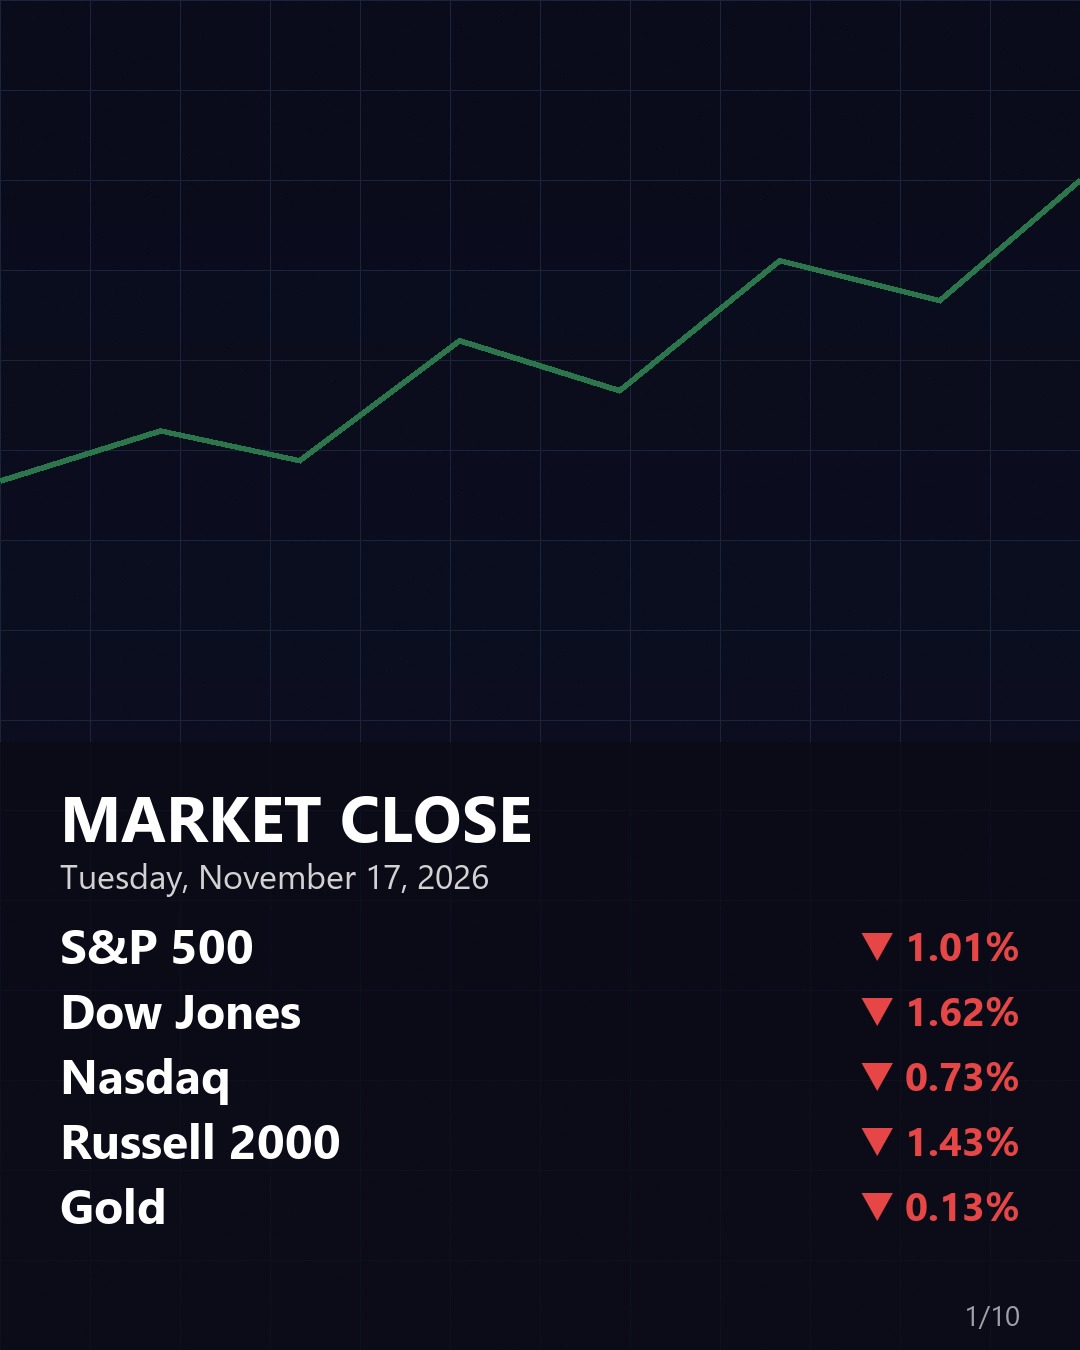 MARKET CLOSE
Tuesday, November 17, 2026
S&P 500 ▼ 1.01%
Dow Jones ▼ 1.62%
Nasdaq ▼ 0.73%
Russell 2000 ▼ 1.43%
Gold ▼ 0.13%
1/10